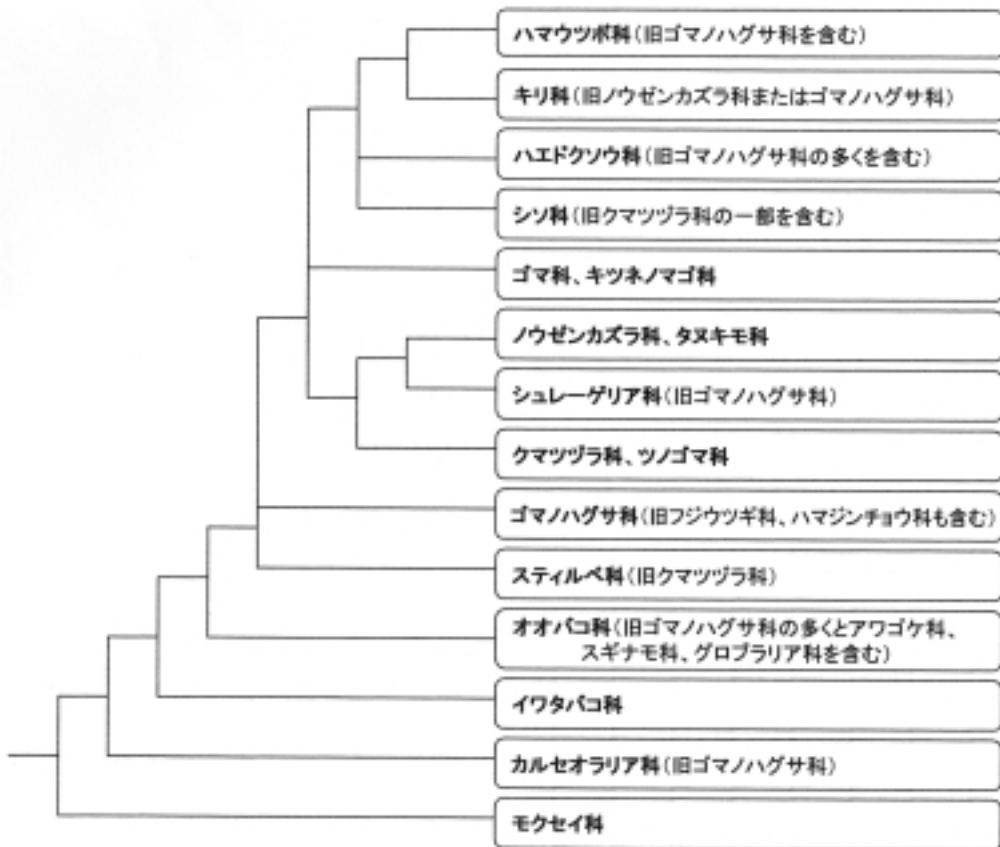 ハマウツボ科(旧ゴマノハグサ科を含む)
キリ科(旧ノウゼンカズラ科またはゴマノハグサ科)
ハエドクソウ科(旧ゴマノハグサ科の多くを含む)
シソ科(旧クマツヅラ科の一部を含む)
ゴマ科、キツネノマゴ科
ノウゼンカズラ科、タヌキモ科
シュレーゲリア科(旧ゴマノハグサ科)
クマツヅラ科、ツノゴマ科
ゴマノハグサ科(旧フジウツギ科、ハマジンチョウ科も含む)
スティルベ科(旧クマツヅラ科)
オオバコ科(旧ゴマノハグサ科の多くとアワゴケ科、
スギナモ科、グロブラリア科を含む)
イワタバコ科
カルセオラリア科(旧ゴマノハグサ科)
モクセイ科